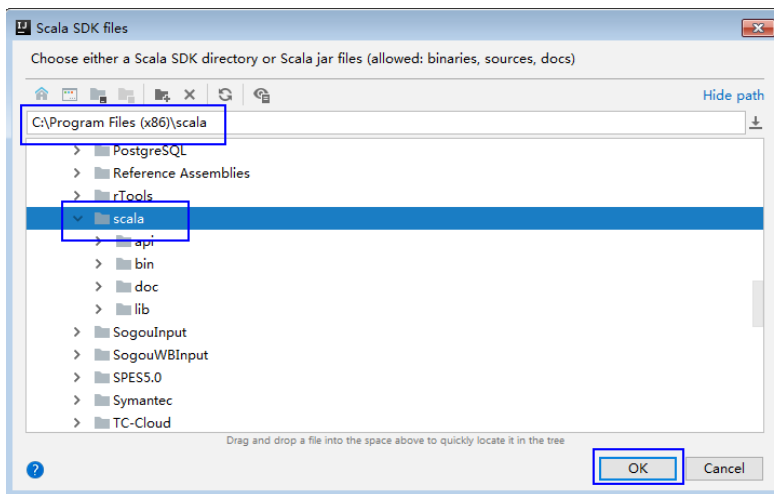 Scala SDK files
Choose either a Scala SDK directory or Scala jar files (allowed: binaries, sources, docs)
Hide path
C:\Program Files (x86)\scala
PostgreSQL
Reference Assemblies
rTools
scala
api
bin
doc
lib
SogouInput
SogouWBInput
SPES5.0
Symantec
TC-Cloud
Drag and drop a file into the space above to quickly locate it in the tree
? OK Cancel